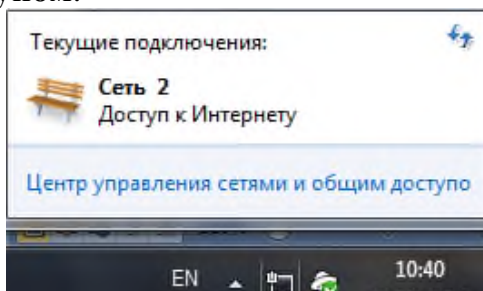 Текущие подключения:
Сеть 2
Доступ к Интернету
Центр управления сетями и общим доступо
EN
10:40